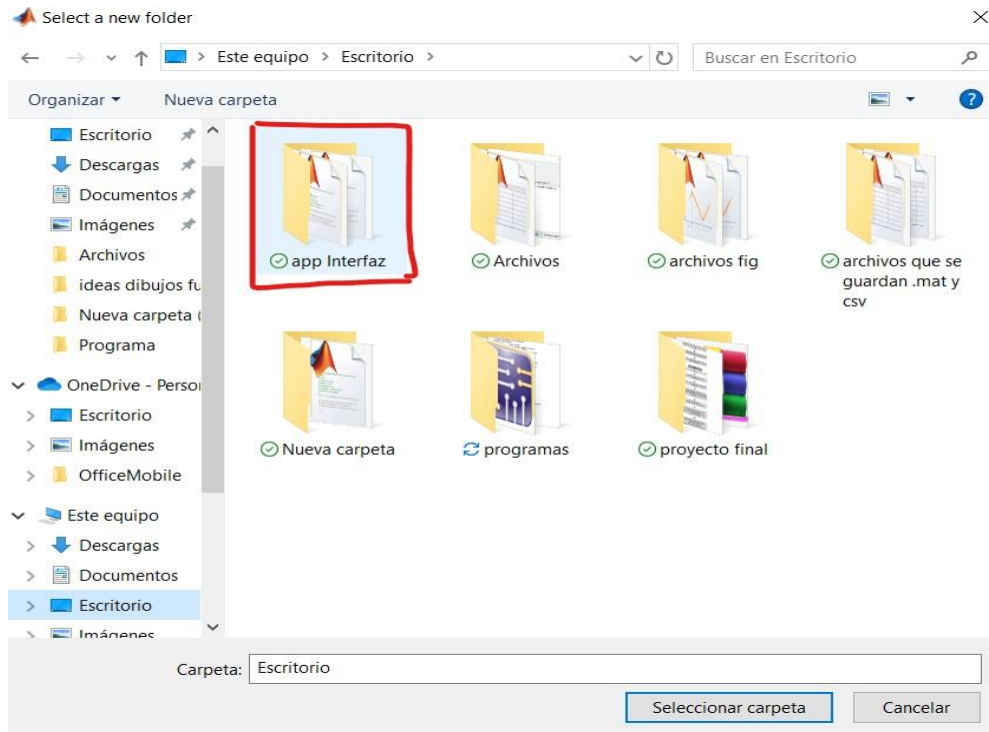 Select a new folder
Este equipo > Escritorio >
Buscar en Escritorio
Organizar
Nueva carpeta
?
Escritorio
Descargas
Documentos
Imágenes
Archivos
ideas dibujos fu
Nueva carpeta (
Programa
OneDrive - Person
Escritorio
Imágenes
OfficeMobile
Este equipo
Descargas
Documentos
Escritorio
Imágenes
app Interfaz
Archivos
archivos fig
archivos que se
guardan .mat y
csv
Nueva carpeta
programas
proyecto final
Carpeta:
Escritorio
Seleccionar carpeta
Cancelar